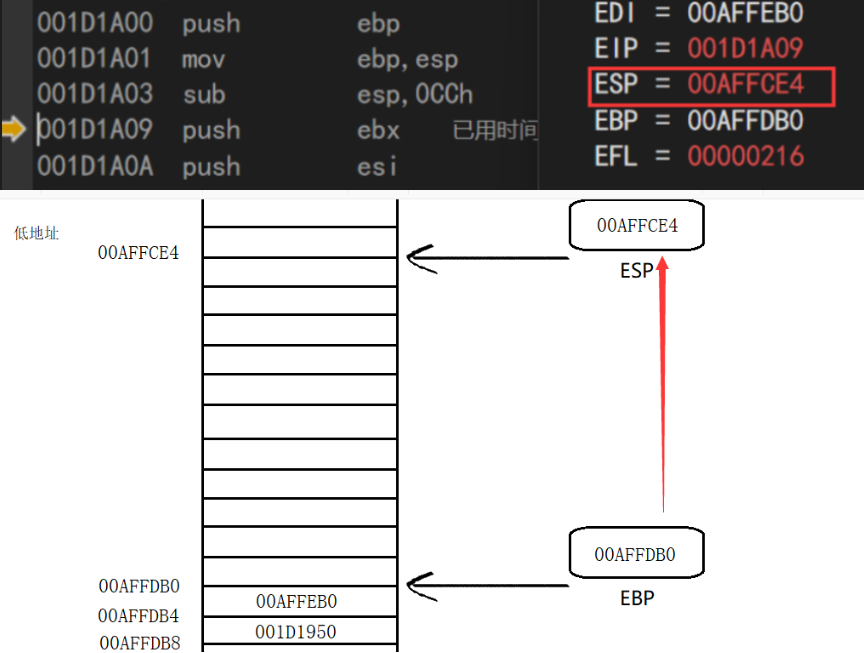 001D1A00 push ebp
001D1A01 mov ebp,esp
001D1A03 sub esp,0CCh
001D1A09 push ebx 已用时间
001D1A0A push esi
EDI = 00AFFEB0
EIP = 001D1A09
ESP = 00AFFCE4
EBP = 00AFFDB0
EFL = 00000216
低地址
00AFFCE4
00AFFCE4
ESP
00AFFDB0
EBP
00AFFDB0
00AFFEB0
00AFFDB4
001D1950
00AFFDB8